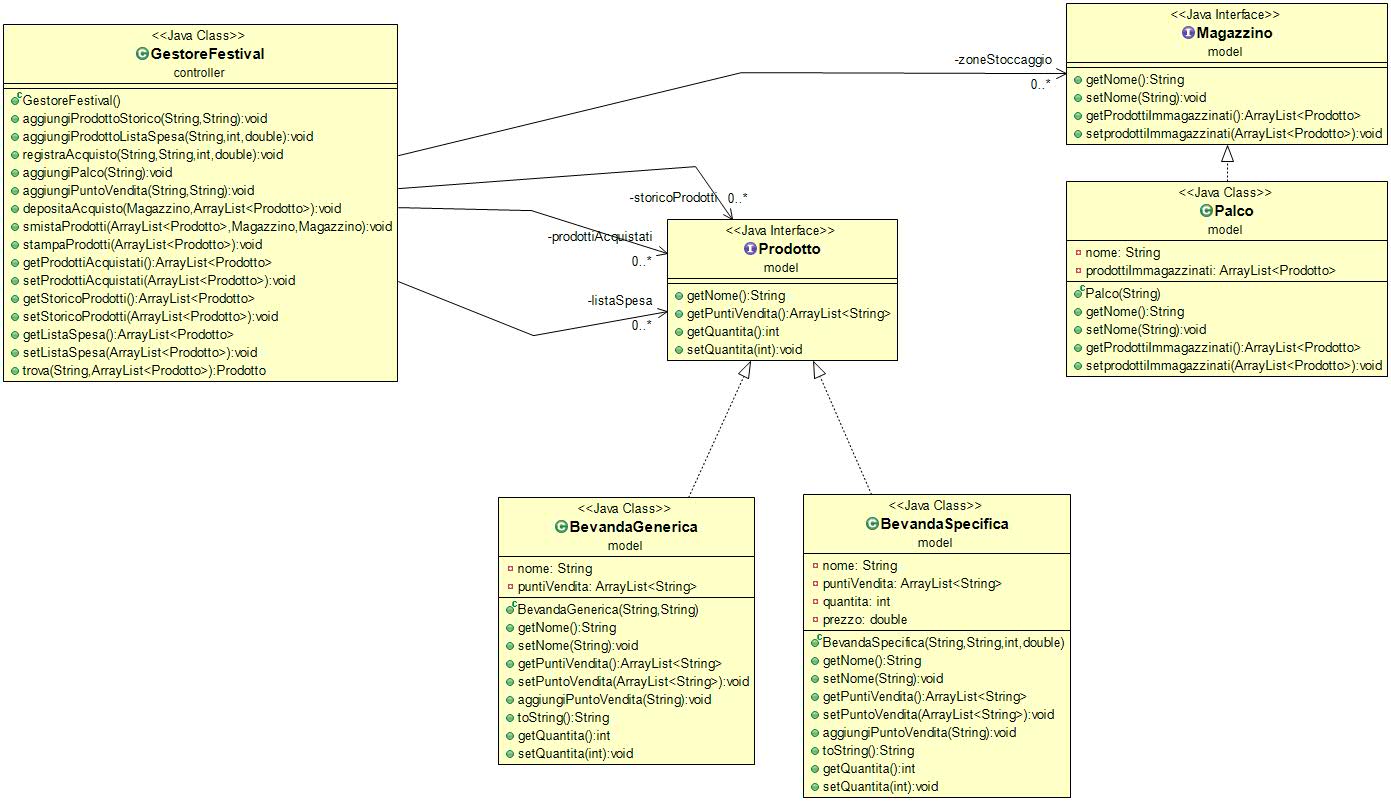 <<Java Class>>
GestoreFestival
controller
GestoreFestival()
aggiungiProdottoStorico(String,String):void
aggiungiProdottoListaSpesa(String,int,double):void
registraAcquisto(String,String,int,double):void
aggiungiPalco(String):void
aggiungiPuntoVendita(String,String):void
depositaAcquisto(Magazzino,ArrayList<Prodotto>):void
smistaProdotti(ArrayList<Prodotto>,Magazzino,Magazzino):void
stampaProdotti(ArrayList<Prodotto>):void
getProdottiAcquistati():ArrayList<Prodotto>
setProdottiAcquistati(ArrayList<Prodotto>):void
getStoricoProdotti():ArrayList<Prodotto>
setStoricoProdotti(ArrayList<Prodotto>):void
getListaSpesa():ArrayList<Prodotto>
setListaSpesa(ArrayList<Prodotto>):void
trova(String,ArrayList<Prodotto>):Prodotto
-zoneStoccaggio
0..*
-storicoProdotti
0..*
-prodottiAcquistati
0..*
-listaSpesa
0..*
<<Java Interface>>
Magazzino
model
getNome():String
setNome(String):void
getProdottiImmagazzinati():ArrayList<Prodotto>
setprodottiImmagazzinati(ArrayList<Prodotto>):void
<<Java Class>>
Palco
model
nome: String
prodottiImmagazzinati: ArrayList<Prodotto>
Palco(String)
getNome():String
setNome(String):void
getProdottiImmagazzinati():ArrayList<Prodotto>
setprodottiImmagazzinati(ArrayList<Prodotto>):void
<<Java Interface>>
Prodotto
model
getNome():String
getPuntiVendita():ArrayList<String>
getQuantita():int
setQuantita(int):void
<<Java Class>>
BevandaGenerica
model
nome: String
puntiVendita: ArrayList<String>
BevandaGenerica(String,String)
getNome():String
setNome(String):void
getPuntiVendita():ArrayList<String>
setPuntoVendita(ArrayList<String>):void
aggiungiPuntoVendita(String):void
toString():String
getQuantita():int
setQuantita(int):void
<<Java Class>>
BevandaSpecifica
model
nome: String
puntiVendita: ArrayList<String>
quantita: int
prezzo: double
BevandaSpecifica(String,String,int,double)
getNome():String
setNome(String):void
getPuntiVendita():ArrayList<String>
setPuntoVendita(ArrayList<String>):void
aggiungiPuntoVendita(String):void
toString():String
getQuantita():int
setQuantita(int):void